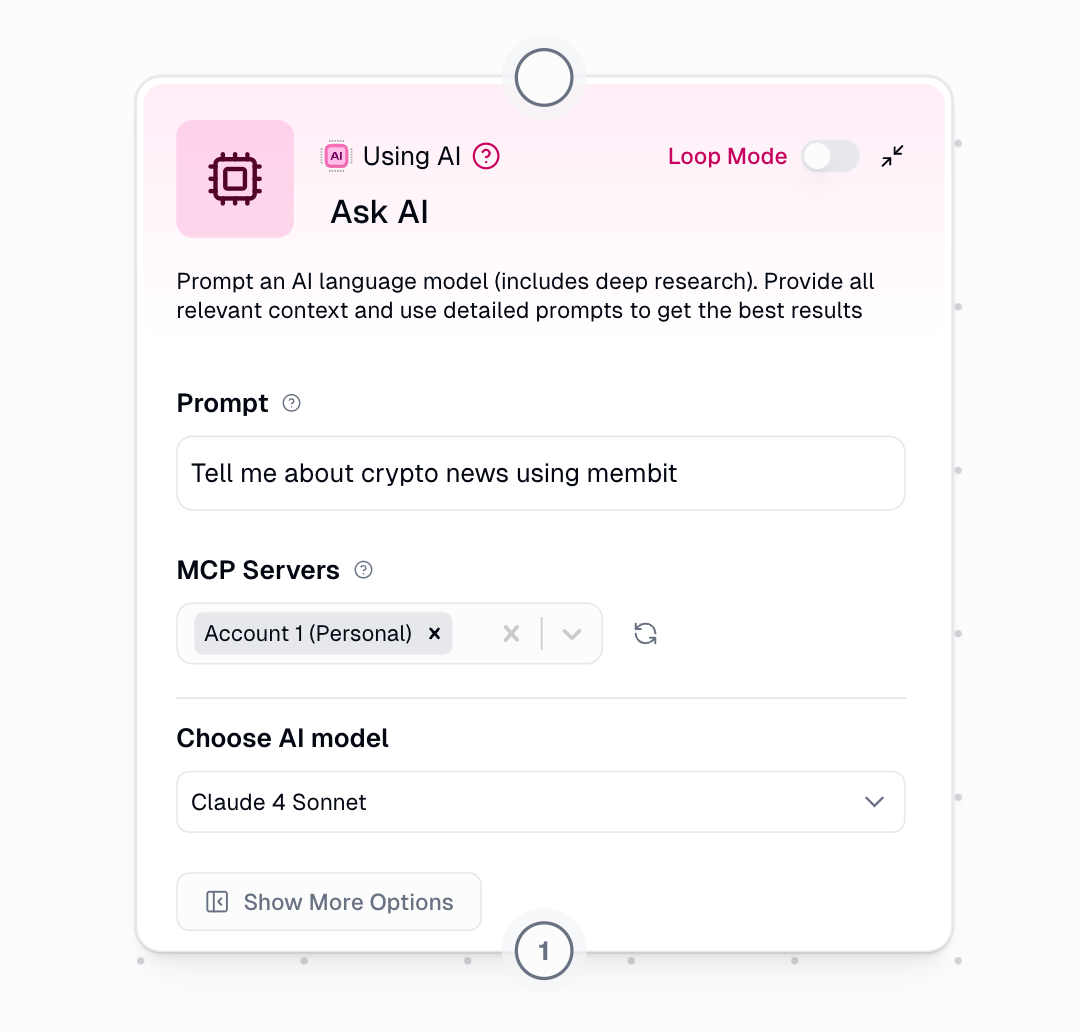 AI Using AI ? Loop Mode
Ask AI
Prompt an AI language model (includes deep research). Provide all
relevant context and use detailed prompts to get the best results
Prompt ?
Tell me about crypto news using membit
MCP Servers ?
Account 1 (Personal) x
Choose AI model
Claude 4 Sonnet
Show More Options
1